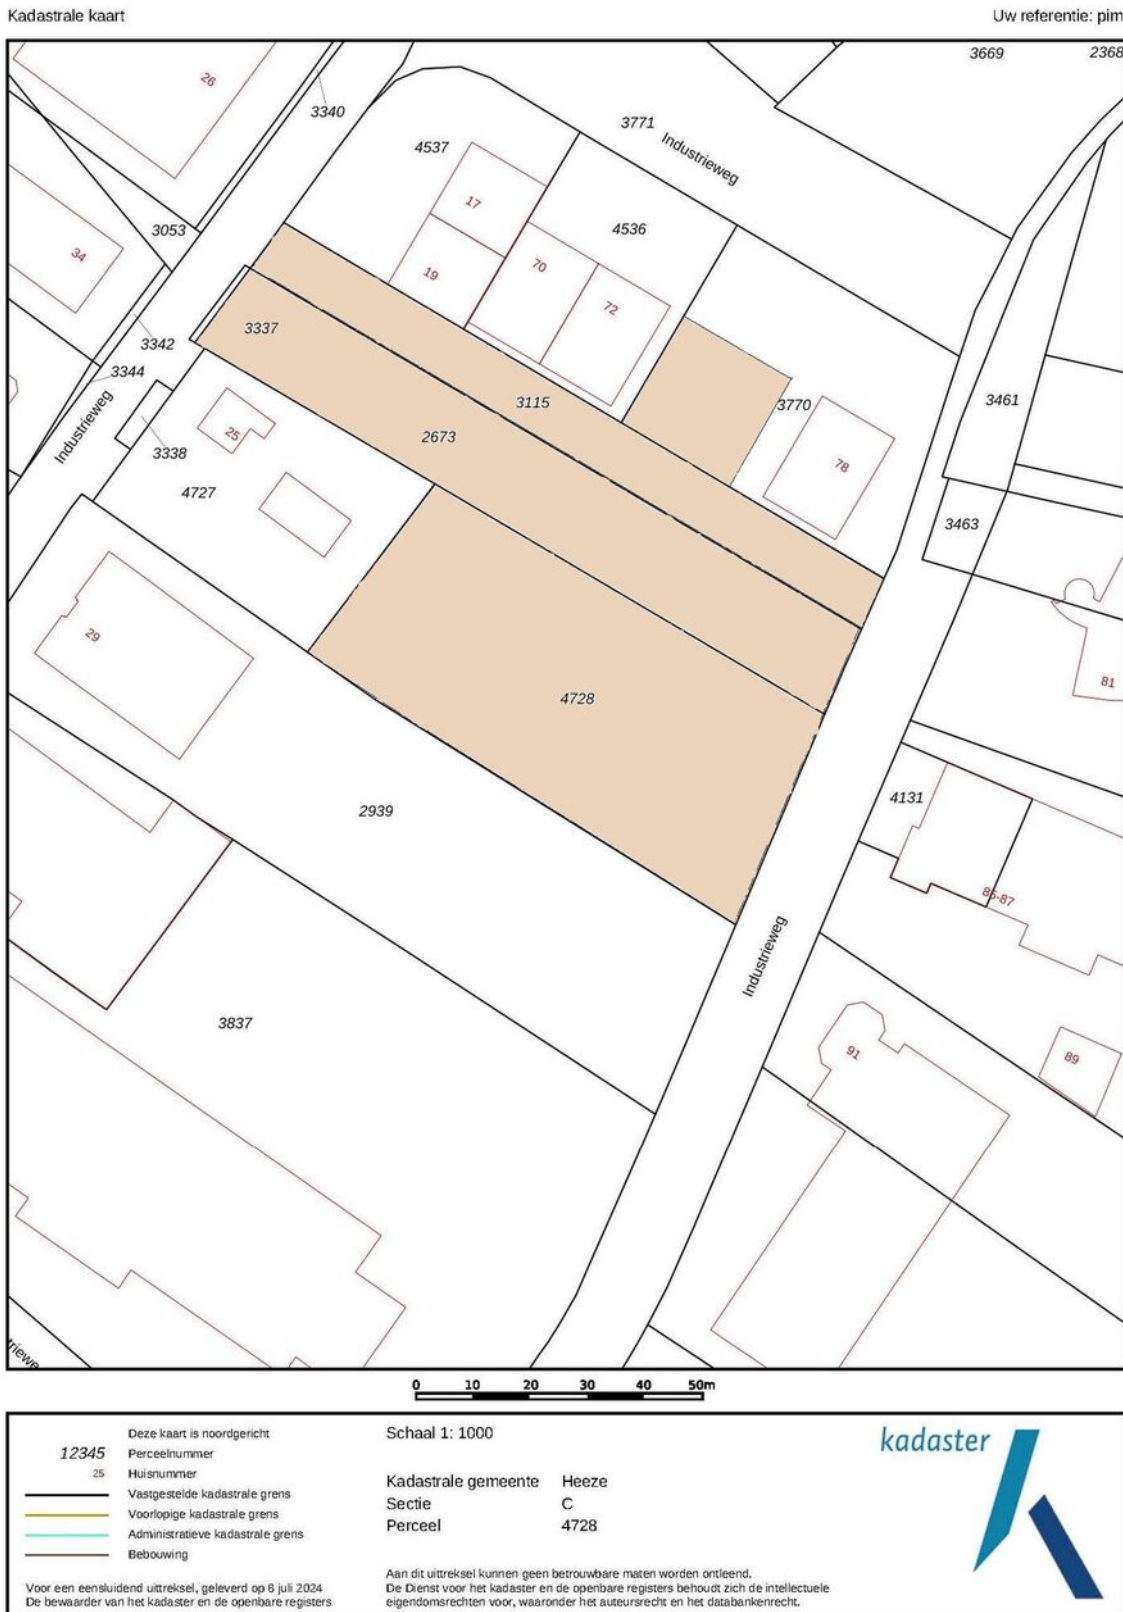 Kadastrale kaart
Uw referentie: pim
3669
2368
26
3340
3771
Industrieweg
4537
17
3053
4536
34
70
19
72
3337
3342
3344
3115
3770
3461
Industrieweg
25
2673
3338
78
4727
3463
29
4728
81
4131
2939
85-87
Industrieweg
3837
91
89
triewe
0 10 20 30 40 50m
Deze kaart is noordgericht
12345 Perceelnummer
25 Huisnummer
Vastgestelde kadastrale grens
Voorlopige kadastrale grens
Administratieve kadastrale grens
Bebouwing
Voor een eensluidend uittreksel, geleverd op 6 juli 2024
De bewaarder van het kadaster en de openbare registers
Schaal 1: 1000
Kadastrale gemeente Heeze
Sectie C
Perceel 4728
Aan dit uittreksel kunnen geen betrouwbare maten worden ontleend.
De Dienst voor het kadaster en de openbare registers behoudt zich de intellectuele
eigendomsrechten voor, waaronder het auteursrecht en het databankenrecht.
kadaster